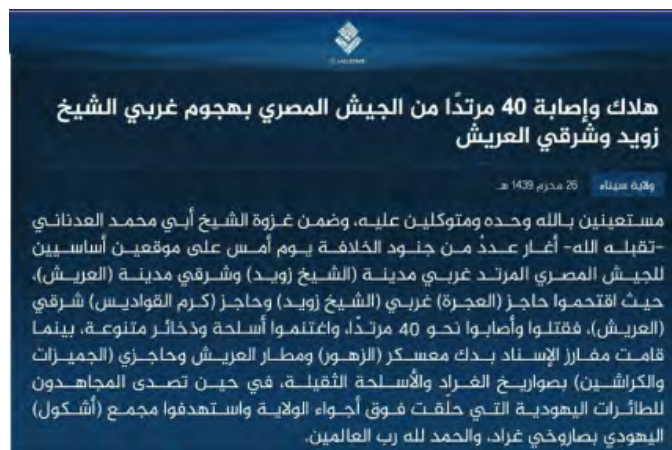 هلاك وإصابة 40 مرتدًا من الجيش المصري بهجوم غربي الشيخ
زويد وشرقي العريش
ولاية سيناء 26 محرم 1439 هـ
مستعينين بالله وحده ومتوكلين عليه، وضمن غزوة الشيخ أبي محمد العدناني
-تقبله الله- أغار عددٌ من جنود الخلافة يوم أمس على موقعين أساسيين
للجيش المصري المرتد غربي مدينة (الشيخ زويد) وشرقي مدينة (العريش)،
حيث اقتحموا حاجز (العجرة) غربي (الشيخ زويد) وحاجز (كرم القواديس) شرقي
(العريش)، فقتلوا وأصابوا نحو 40 مرتدًا، واغتنموا أسلحة وذخائر متنوعة، بينما
قامت مفارز الإسناد بدك معسكر (الزهور) ومطار العريش وحاجزي (الجميزات
والكراشين) بصواريخ الغراد والأسلحة الثقيلة، في حين تصدى المجاهدون
للطائرات اليهودية التي حلّقت فوق أجواء الولاية واستهدفوا مجمع (أشكول)
اليهودي بصاروخي غراد، والحمد لله رب العالمين.